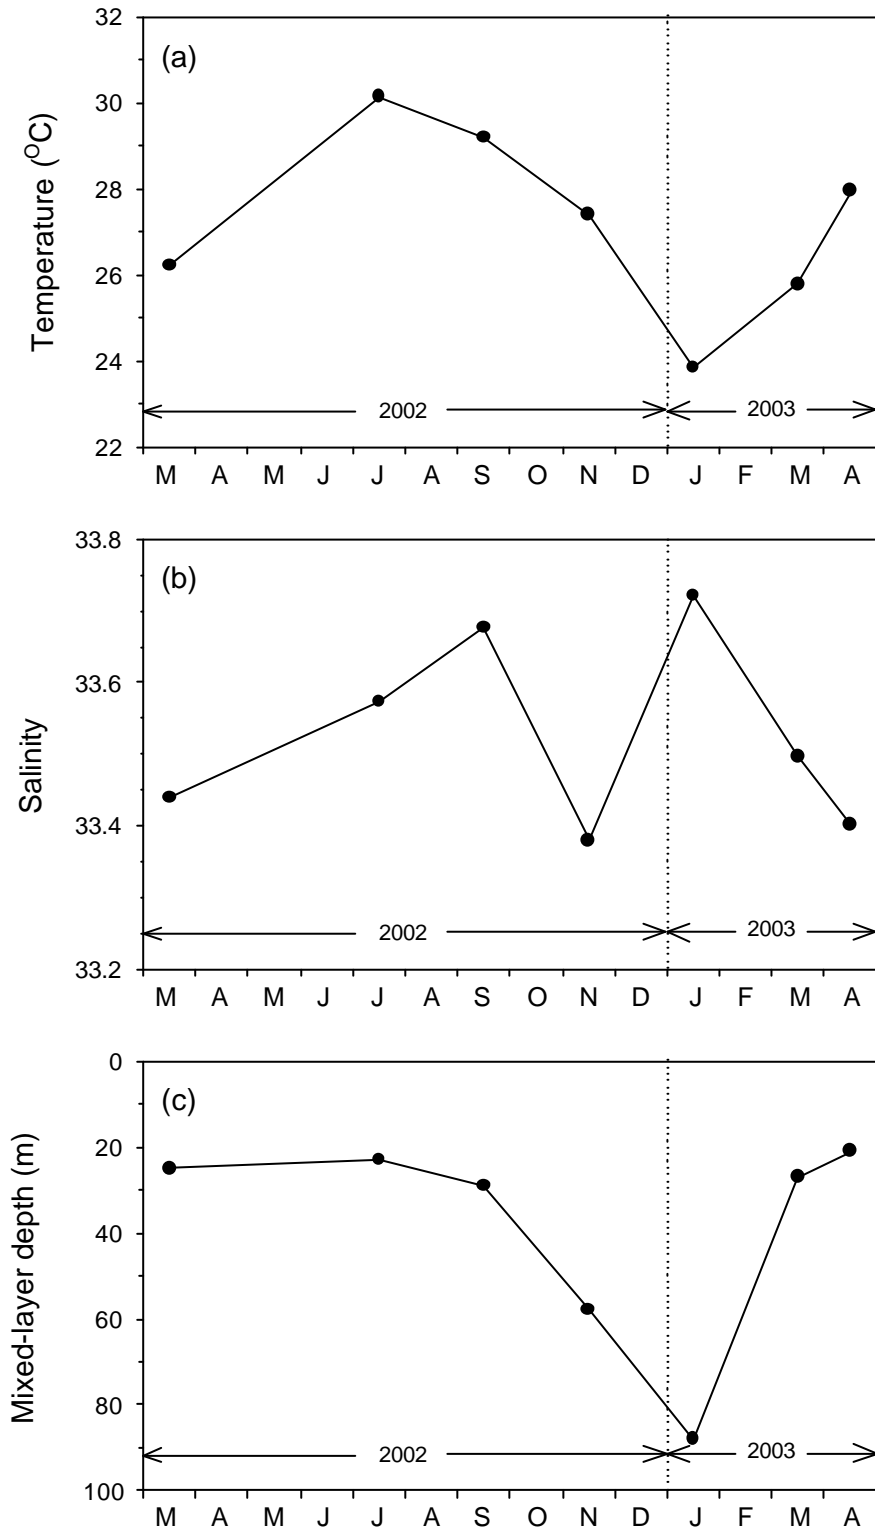 (a)
Temperature (°C)
32
30
28
26
24
22
2002
2003
M A M J J A S O N D J F M A
(b)
Salinity
33.8
33.6
33.4
33.2
2002
2003
M A M J J A S O N D J F M A
(c)
Mixed-layer depth (m)
0
20
40
60
80
100
2002
2003
M A M J J A S O N D J F M A